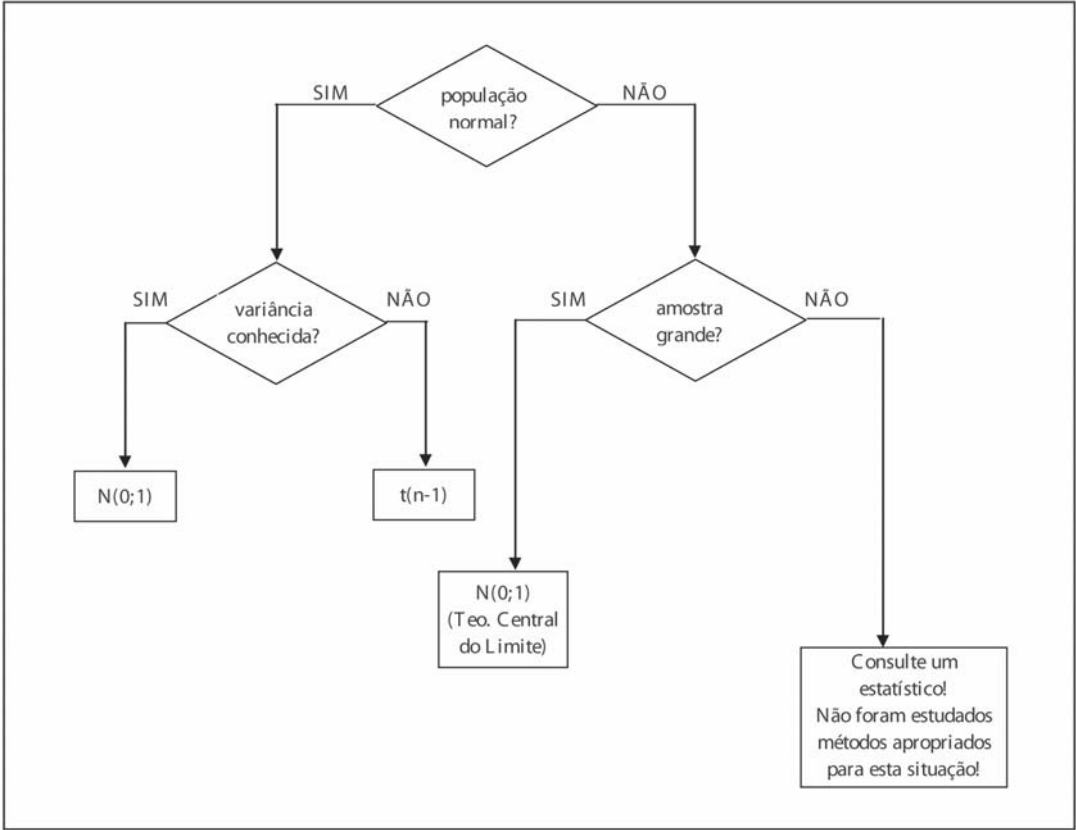 SIM
população
normal?
NÃO
SIM
variância
conhecida?
NÃO
SIM
amostra
grande?
NÃO
N(0;1)
t(n-1)
N(0;1)
(Teo. Central
do Limite)
Consulte um
estatístico!
Não foram estudados
métodos apropriados
para esta situação!